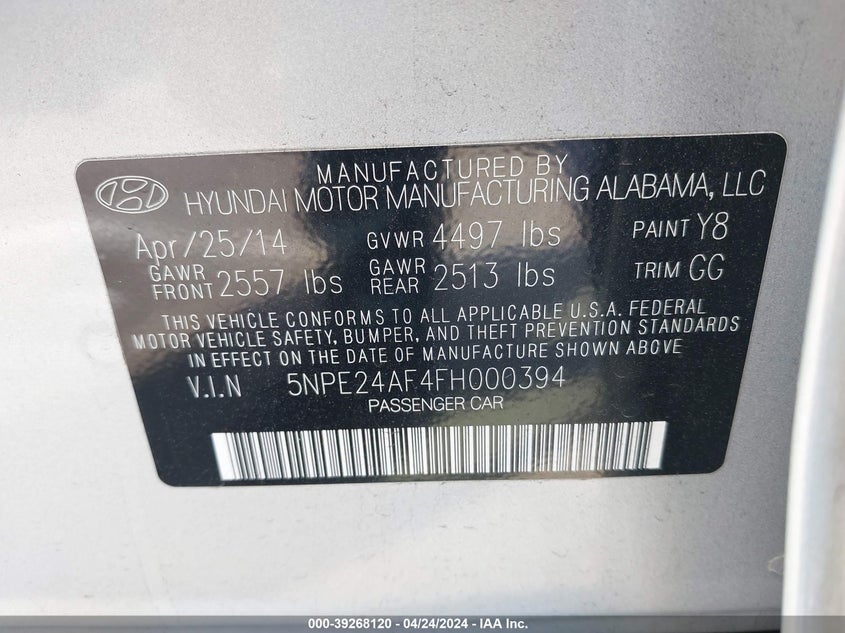 MANUFACTURED BY
HYUNDAI MOTOR MANUFACTURING ALABAMA, LLC
Apr/25/14 GVWR 4497 lbs PAINT Y8
GAWR FRONT 2557 lbs GAWR REAR 2513 lbs TRIM GG
THIS VEHICLE CONFORMS TO ALL APPLICABLE U.S.A. FEDERAL
MOTOR VEHICLE SAFETY, BUMPER, AND THEFT PREVENTION STANDARDS
IN EFFECT ON THE DATE OF MANUFACTURE SHOWN ABOVE
V.I.N 5NPE24AF4FH000394
PASSENGER CAR
000-39268120 - 04/24/2024 - IAA Inc.